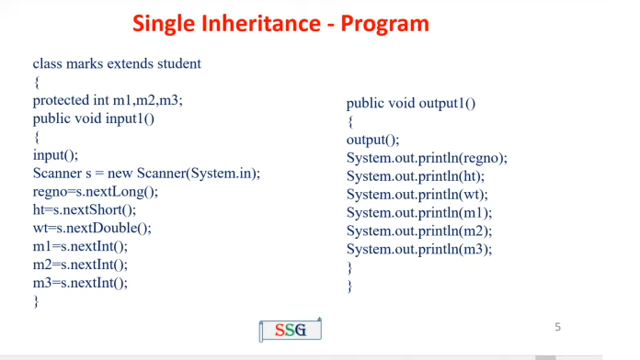 Single Inheritance - Program
class marks extends student
{
protected int m1,m2,m3;
public void input1()
{
input();
Scanner s = new Scanner(System.in);
regno=s.nextLong();
ht=s.nextShort();
wt=s.nextDouble();
m1=s.nextInt();
m2=s.nextInt();
m3=s.nextInt();
}
public void output1()
{
output();
System.out.println(regno);
System.out.println(ht);
System.out.println(wt);
System.out.println(m1);
System.out.println(m2);
System.out.println(m3);
}
}
SSG
5